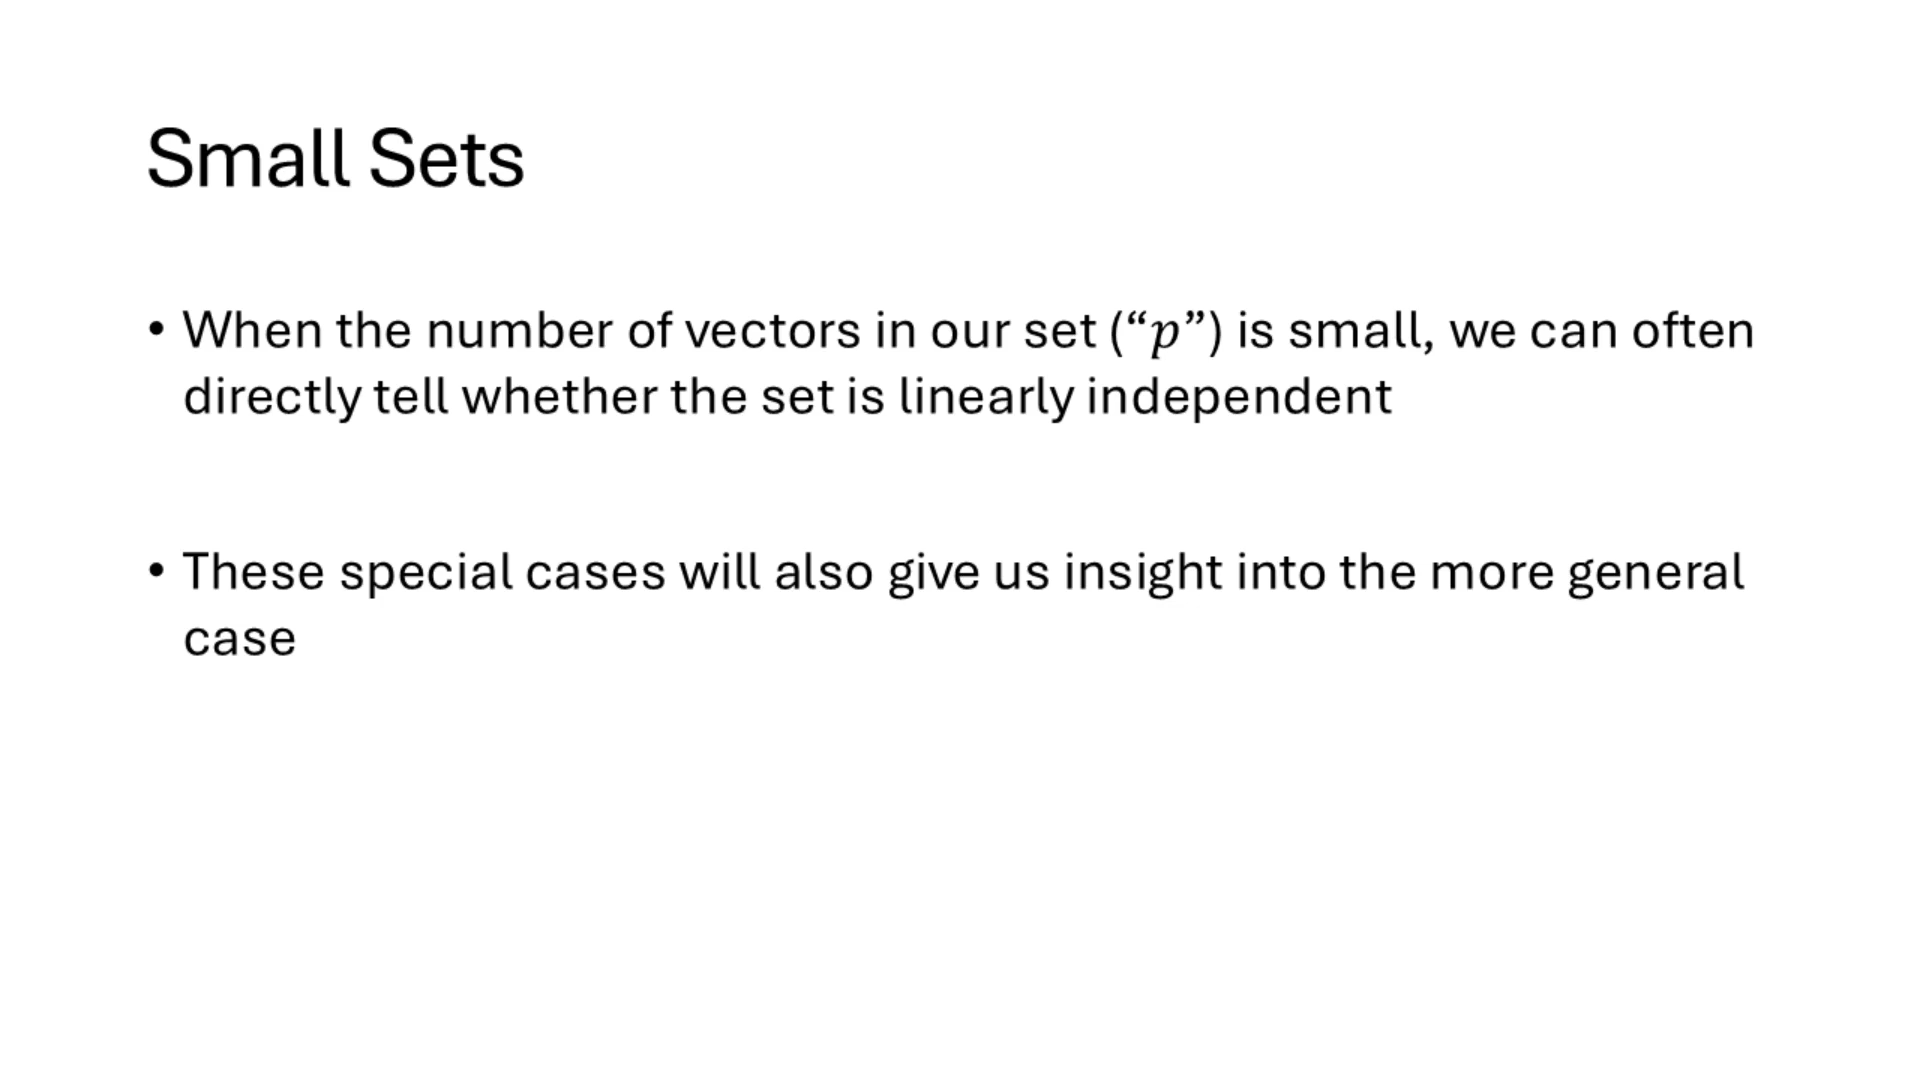 Small Sets
• When the number of vectors in our set (“p”) is small, we can often
directly tell whether the set is linearly independent
• These special cases will also give us insight into the more general
case